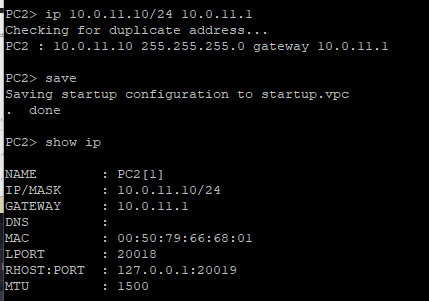 PC2> ip 10.0.11.10/24 10.0.11.1
Checking for duplicate address...
PC2 : 10.0.11.10 255.255.255.0 gateway 10.0.11.1
PC2> save
Saving startup configuration to startup.vpc
.  done
PC2> show ip
NAME        : PC2[1]
IP/MASK     : 10.0.11.10/24
GATEWAY     : 10.0.11.1
DNS         :
MAC         : 00:50:79:66:68:01
LPORT       : 20018
RHOST:PORT  : 127.0.0.1:20019
MTU         : 1500